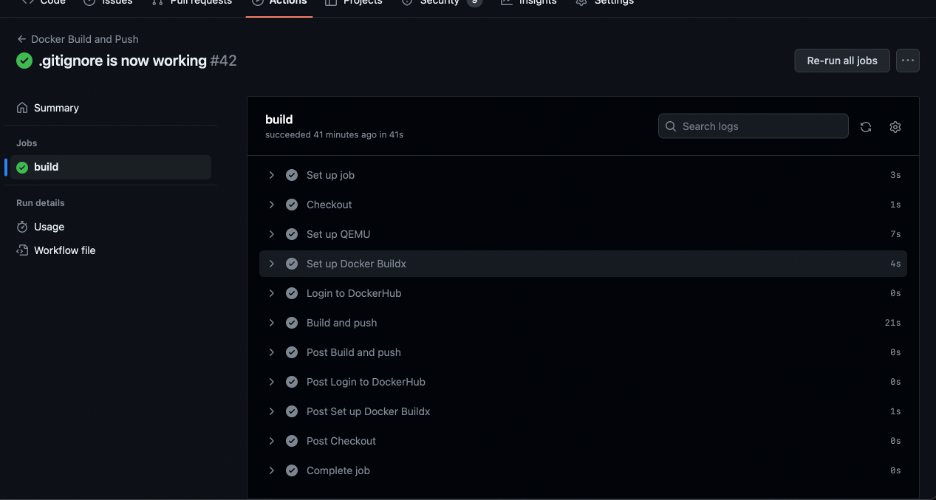 Code Issues Pull requests Actions Projects Security 9 Insights Settings
Docker Build and Push
.gitignore is now working #42
Re-run all jobs
Summary
Jobs
build
Run details
Usage
Workflow file
build
succeeded 41 minutes ago in 41s
Search logs
Set up job 3s
Checkout 1s
Set up QEMU 7s
Set up Docker Buildx 4s
Login to DockerHub 0s
Build and push 21s
Post Build and push 0s
Post Login to DockerHub 0s
Post Set up Docker Buildx 1s
Post Checkout 0s
Complete job 0s